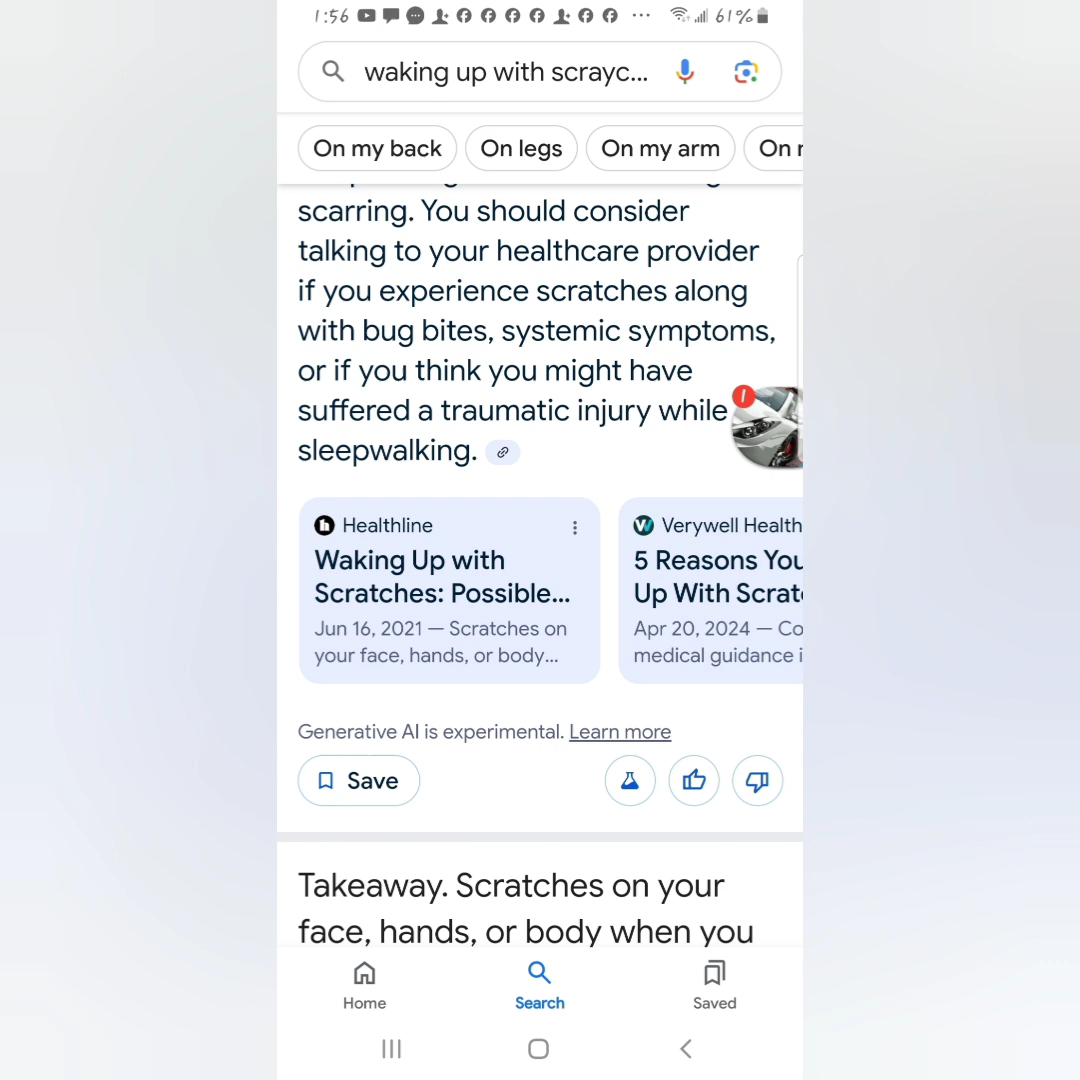 1:56
61%
waking up with scrayc...
On my back
On legs
On my arm
On
scarring. You should consider
talking to your healthcare provider
if you experience scratches along
with bug bites, systemic symptoms,
or if you think you might have
suffered a traumatic injury while
sleepwalking.
Healthline
Waking Up with
Scratches: Possible...
Jun 16, 2021 — Scratches on
your face, hands, or body...
Verywell Health
5 Reasons You
Up With Scrat
Apr 20, 2024 — Co
medical guidance i
Generative AI is experimental. Learn more
Save
Takeaway. Scratches on your
face, hands, or body when you
Home
Search
Saved